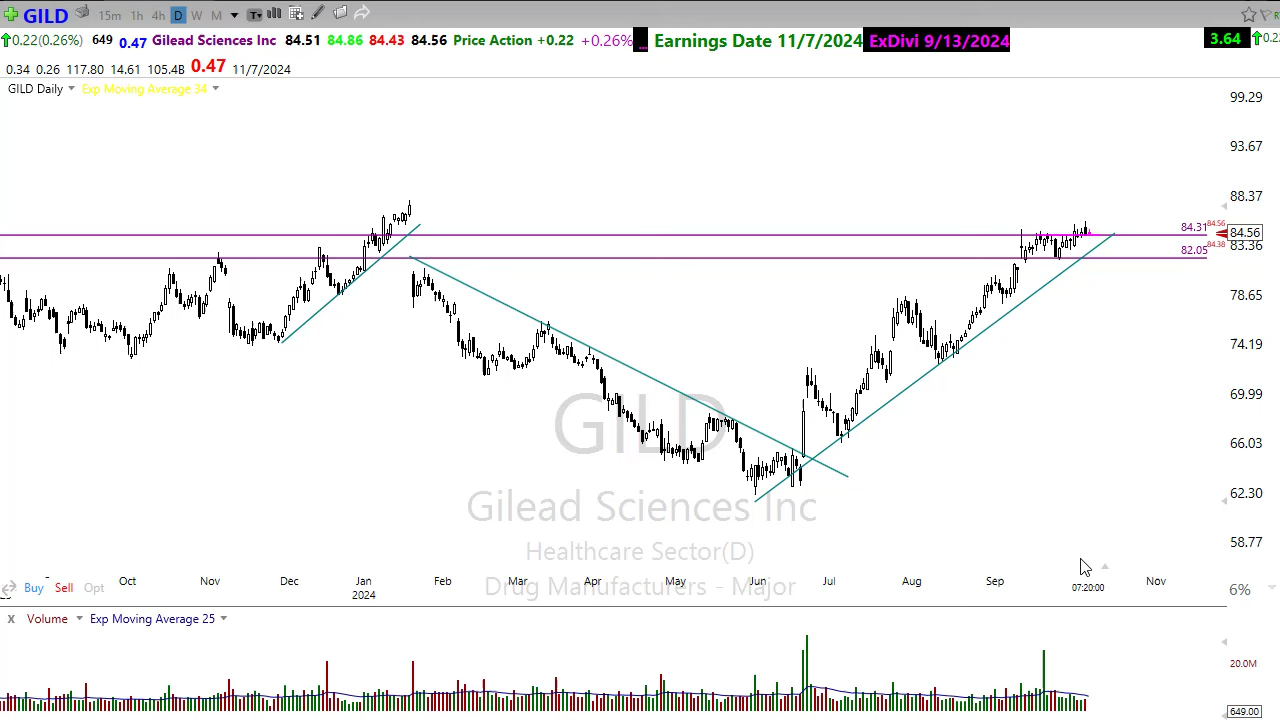 GILD 15m 1h 4h D W M T
0.22(0.26%) 649 0.47 Gilead Sciences Inc 84.51 84.86 84.43 84.56 Price Action +0.22 +0.26% ... Earnings Date 11/7/2024 ExDivi 9/13/2024 3.64
0.34 0.26 117.80 14.61 105.4B 0.47 11/7/2024
GILD Daily Exp Moving Average 34
99.29
93.67
88.37
84.31 84.56 84.56
84.38 83.36
82.05
78.65
74.19
69.99
66.03
62.30
58.77
GILD
Gilead Sciences Inc
Healthcare Sector(D)
Drug Manufacturers - Major
Oct Nov Dec Jan Feb Mar Apr May Jun Jul Aug Sep Nov
2024 07:20:00
Buy Sell Opt 6%
X Volume Exp Moving Average 25
20.0M
649.00